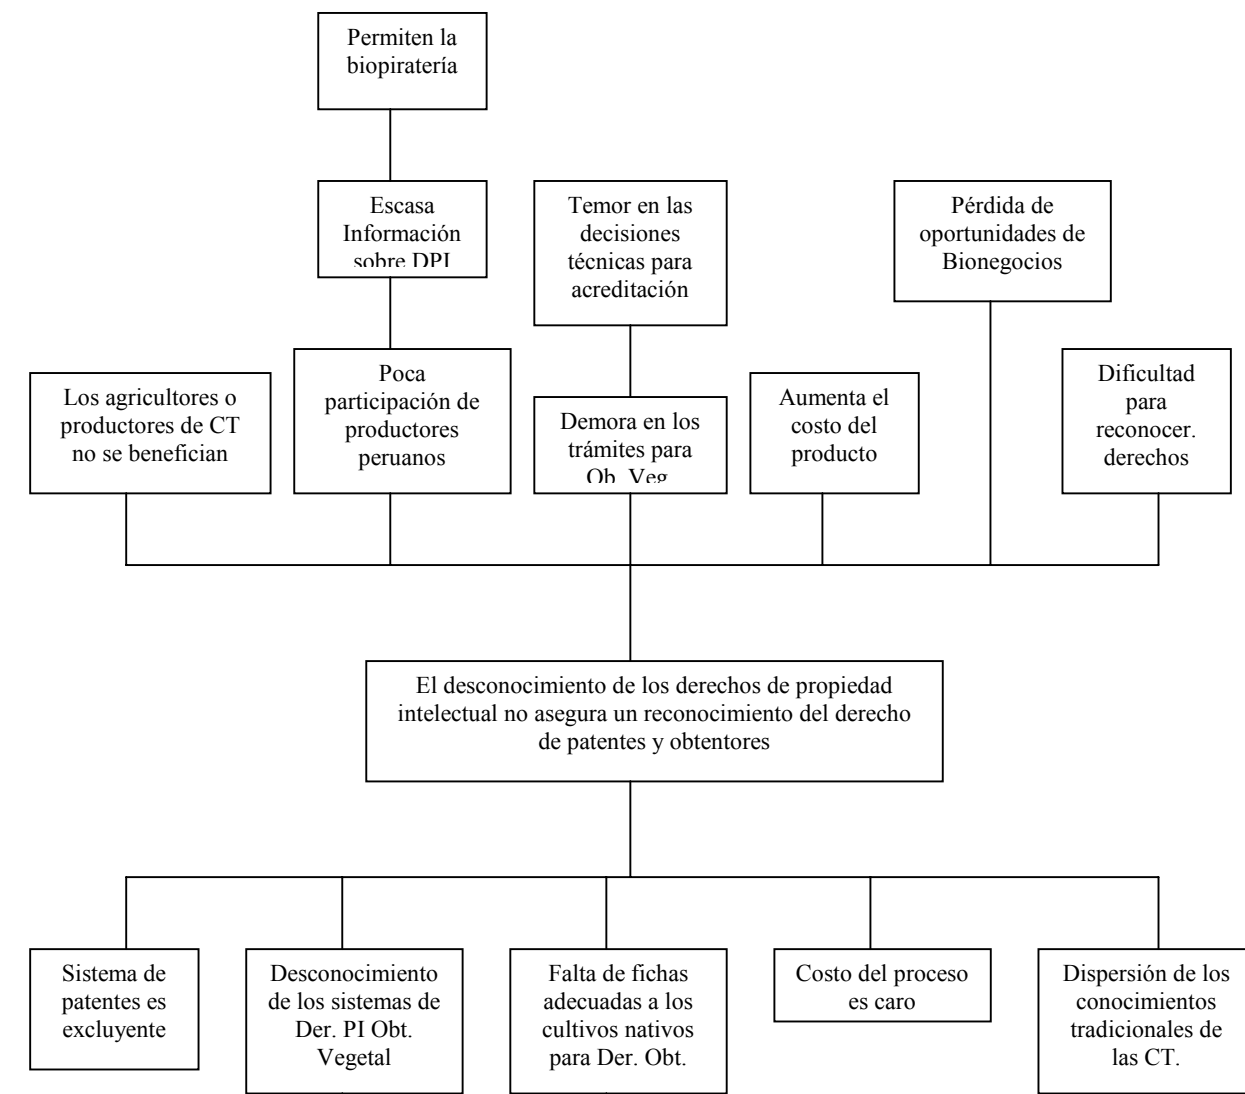 Permiten la
biopiratería
Escasa
Información
sobre DPI
Temor en las
decisiones
técnicas para
acreditación
Pérdida de
oportunidades de
Bionegocios
Los agricultores o
productores de CT
no se benefician
Poca
participación de
productores
peruanos
Demora en los
trámites para
Ob. Veg.
Aumenta el
costo del
producto
Dificultad
para
reconocer.
derechos
El desconocimiento de los derechos de propiedad
intelectual no asegura un reconocimiento del derecho
de patentes y obtentores
Sistema de
patentes es
excluyente
Desconocimiento
de los sistemas de
Der. PI Obt.
Vegetal
Falta de fichas
adecuadas a los
cultivos nativos
para Der. Obt.
Costo del proceso
es caro
Dispersión de los
conocimientos
tradicionales de
las CT.